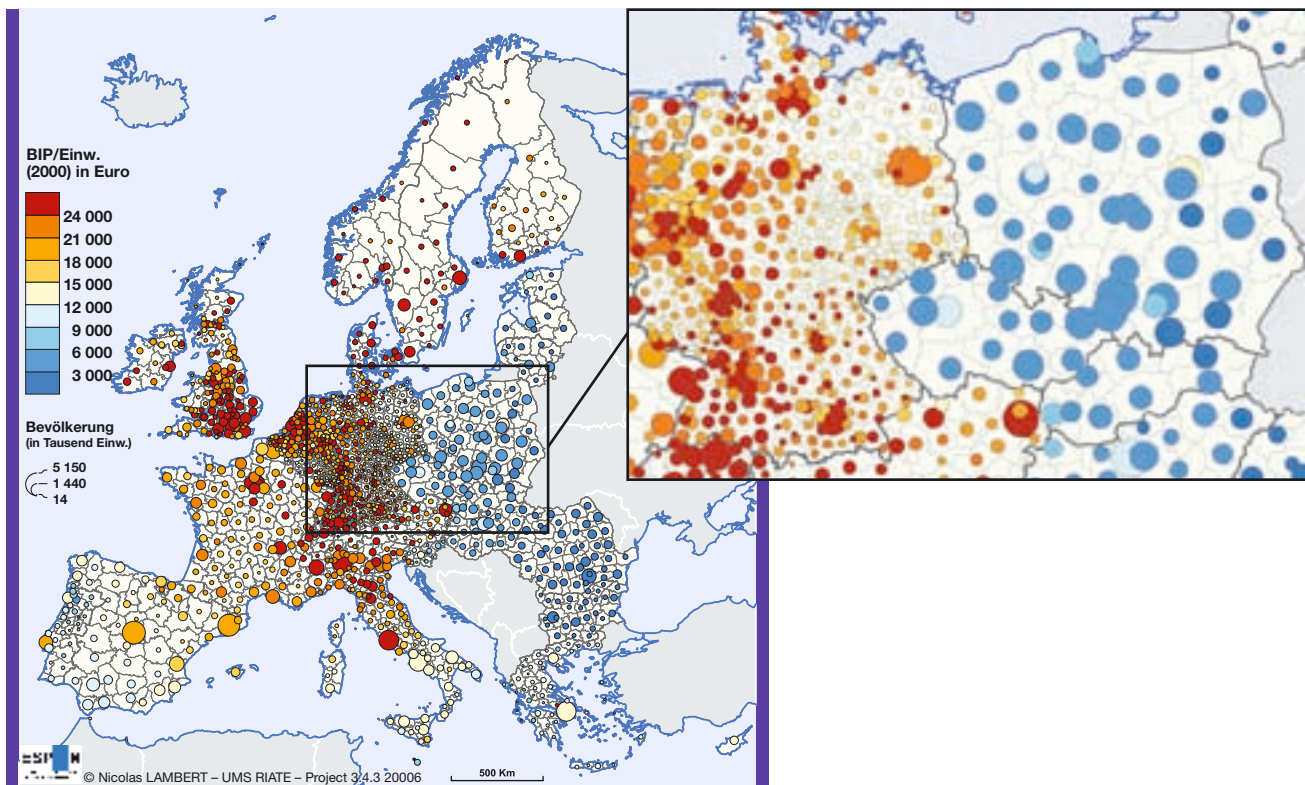 BIP/Einw.
(2000) in Euro
24 000
21 000
18 000
15 000
12 000
9 000
6 000
3 000
Bevölkerung
(in Tausend Einw.)
5 150
1 440
14
© Nicolas LAMBERT – UMS RIATE – Project 3.4.3 20006
500 Km